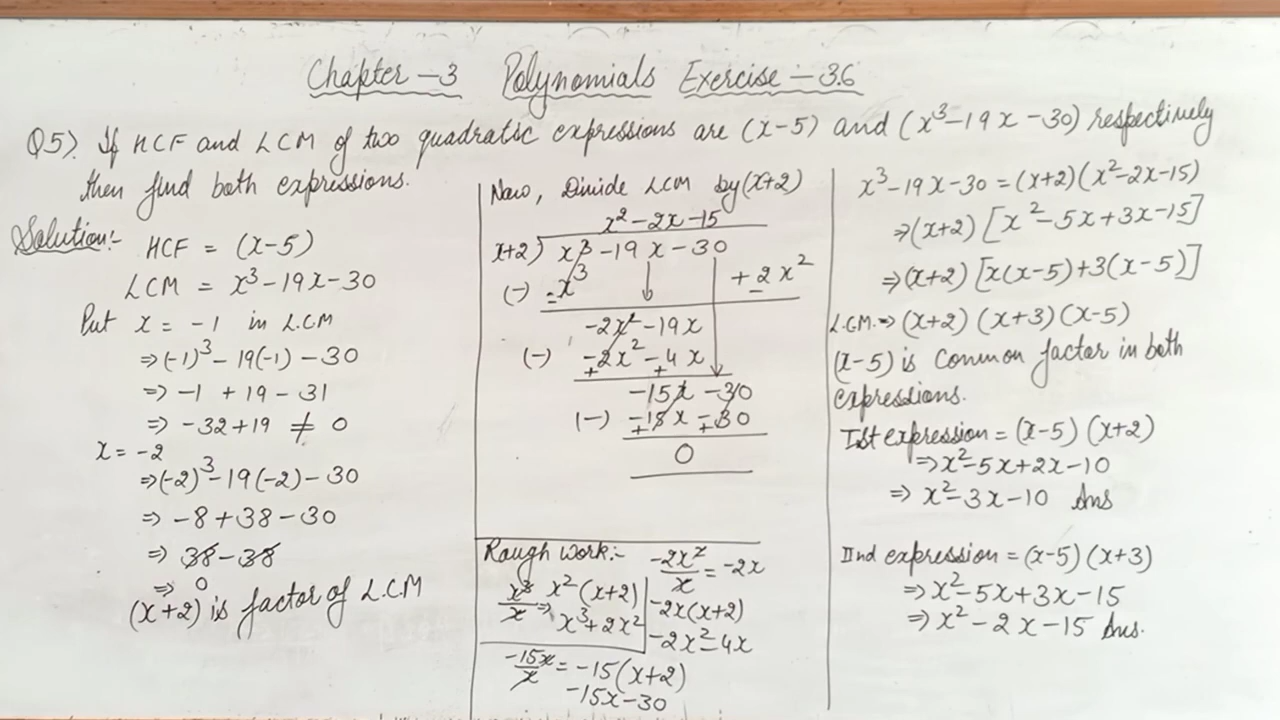 Chapter -3 Polynomials Exercise - 3.6
Q5). If HCF and LCM of two quadratic expressions are (x-5) and (x³-19x-30) respectively
then find both expressions.
Solution:-
HCF = (x-5)
LCM = x³-19x-30
Put x = -1 in L.C.M
⇒(-1)³-19(-1)-30
⇒ -1 + 19 - 31
⇒ -32+19 ≠ 0
x = -2
⇒(-2)³-19(-2)-30
⇒ -8+38-30
⇒ 38-38
⇒ 0
(x+2) is factor of L.C.M
Now, Divide LCM by (x+2)
x²-2x-15
x+2) x³-19x-30
(-) -x³ +2x²
-
-2x²-19x
(-) -2x²-4x
+ +
-15x-30
(-) -15x-30
+ +
0
Rough work:-
x³/x ⇒ x²(x+2)
x³+2x²
-2x²/x = -2x
-2x(x+2)
-2x²-4x
-15x/x = -15(x+2)
-15x-30
x³-19x-30 = (x+2)(x²-2x-15)
⇒(x+2) [x²-5x+3x-15]
⇒(x+2) [x(x-5)+3(x-5)]
L.C.M.⇒ (x+2) (x+3) (x-5)
(x-5) is common factor in both
expressions.
Ist expression = (x-5) (x+2)
⇒x²-5x+2x-10
⇒ x²-3x-10 Ans
IInd expression = (x-5) (x+3)
⇒x²-5x+3x-15
⇒ x²-2x-15 Ans.